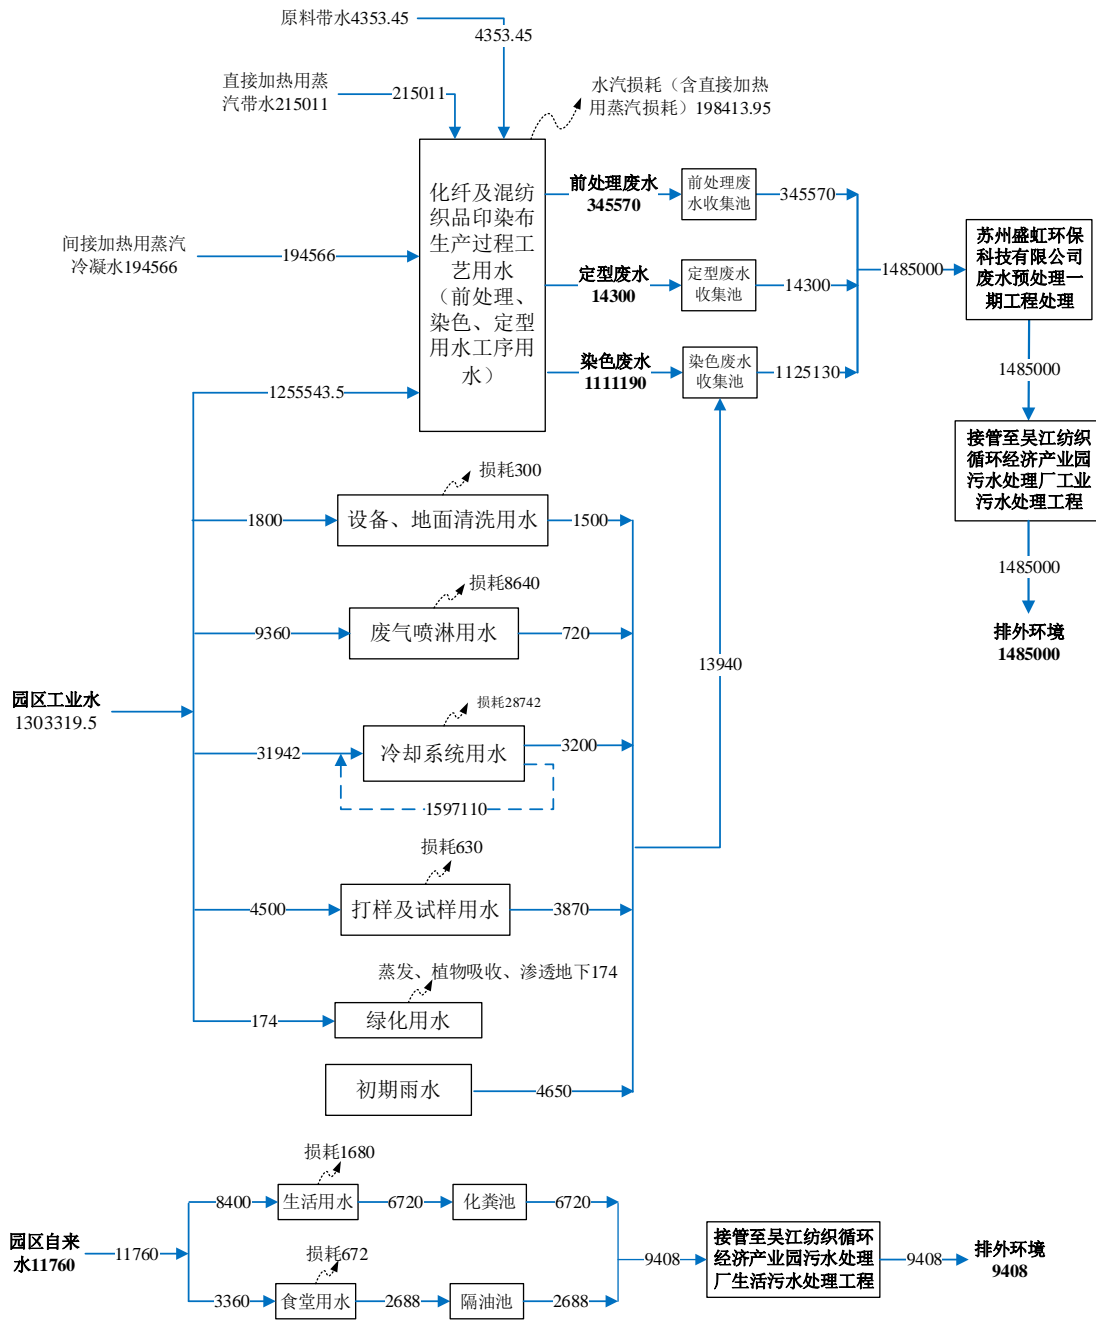 原料带水4353.45
4353.45
直接加热用蒸
汽带水215011
215011
水汽损耗（含直接加热
用蒸汽损耗）198413.95
化纤及混纺
织品印染布
生产过程工
艺用水
（前处理、
染色、定型
用水工序用
水）
间接加热用蒸汽
冷凝水194566
194566
1255543.5
前处理废水
345570
前处理废
水收集池
345570
定型废水
14300
定型废水
收集池
14300
染色废水
1111190
染色废水
收集池
1125130
1485000
苏州盛虹环保
科技有限公司
废水预处理一
期工程处理
1485000
接管至吴江纺织
循环经济产业园
污水处理厂工业
污水处理工程
1485000
排外环境
1485000
园区工业水
1303319.5
损耗300
1800
设备、地面清洗用水
1500
损耗8640
9360
废气喷淋用水
720
13940
损耗28742
31942
冷却系统用水
3200
1597110
损耗630
4500
打样及试样用水
3870
蒸发、植物吸收、渗透地下174
174
绿化用水
初期雨水
4650
园区自来
水11760
11760
损耗1680
8400
生活用水
6720
化粪池
6720
损耗672
3360
食堂用水
2688
隔油池
2688
9408
接管至吴江纺织循环
经济产业园污水处理
厂生活污水处理工程
9408
排外环境
9408